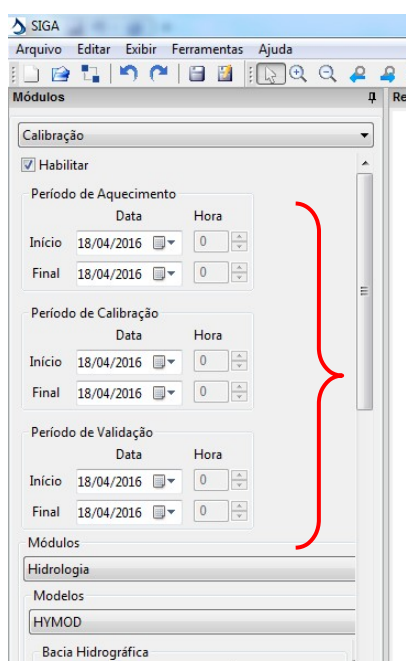 SIGA
Arquivo Editar Exibir Ferramentas Ajuda
Módulos
Re
Calibração
Habilitar
Período de Aquecimento
Data Hora
Início 18/04/2016 0
Final 18/04/2016 0
Período de Calibração
Data Hora
Início 18/04/2016 0
Final 18/04/2016 0
Período de Validação
Data Hora
Início 18/04/2016 0
Final 18/04/2016 0
Módulos
Hidrologia
Modelos
HYMOD
Bacia Hidrográfica